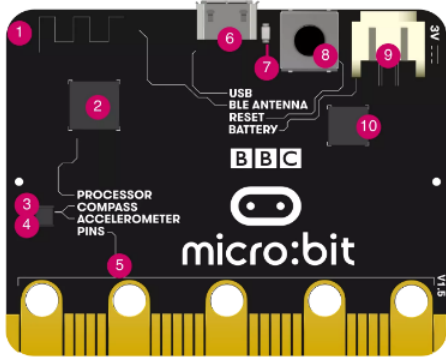 1
6
7
8
9
3V
2
10
USB
BLE ANTENNA
RESET
BATTERY
BBC
3
4
PROCESSOR
COMPASS
ACCELEROMETER
PINS
5
micro:bit
V1.5